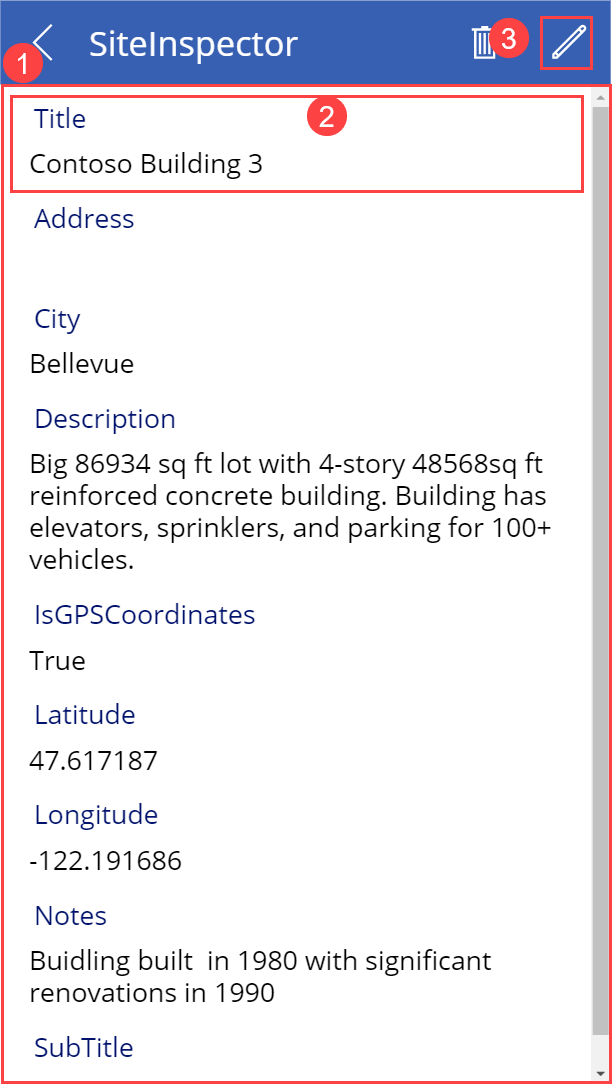 1
SiteInspector
3
Title
2
Contoso Building 3
Address
City
Bellevue
Description
Big 86934 sq ft lot with 4-story 48568sq ft
reinforced concrete building. Building has
elevators, sprinklers, and parking for 100+
vehicles.
IsGPSCoordinates
True
Latitude
47.617187
Longitude
-122.191686
Notes
Buidling built  in 1980 with significant
renovations in 1990
SubTitle